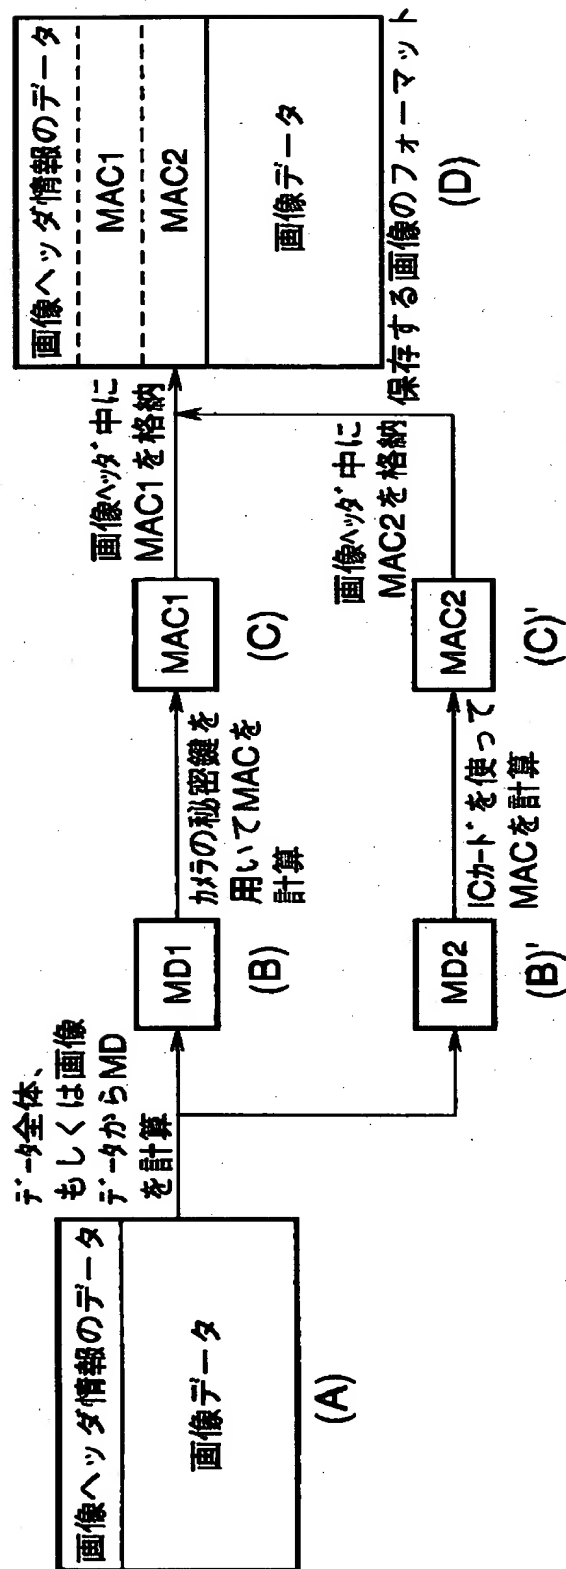 画像ヘッダ情報のデータ
画像データ
(A)
データ全体、
もしくは画像
データからMD
を計算
MD1
(B)
カメラの秘密鍵を
用いてMACを
計算
MAC1
(C)
画像ヘッダ中に
MAC1を格納
MD2
(B)'
ICカードを使って
MACを計算
MAC2
(C)'
画像ヘッダ中に
MAC2を格納
画像ヘッダ情報のデータ
MAC1
MAC2
画像データ
保存する画像のフォーマット
(D)